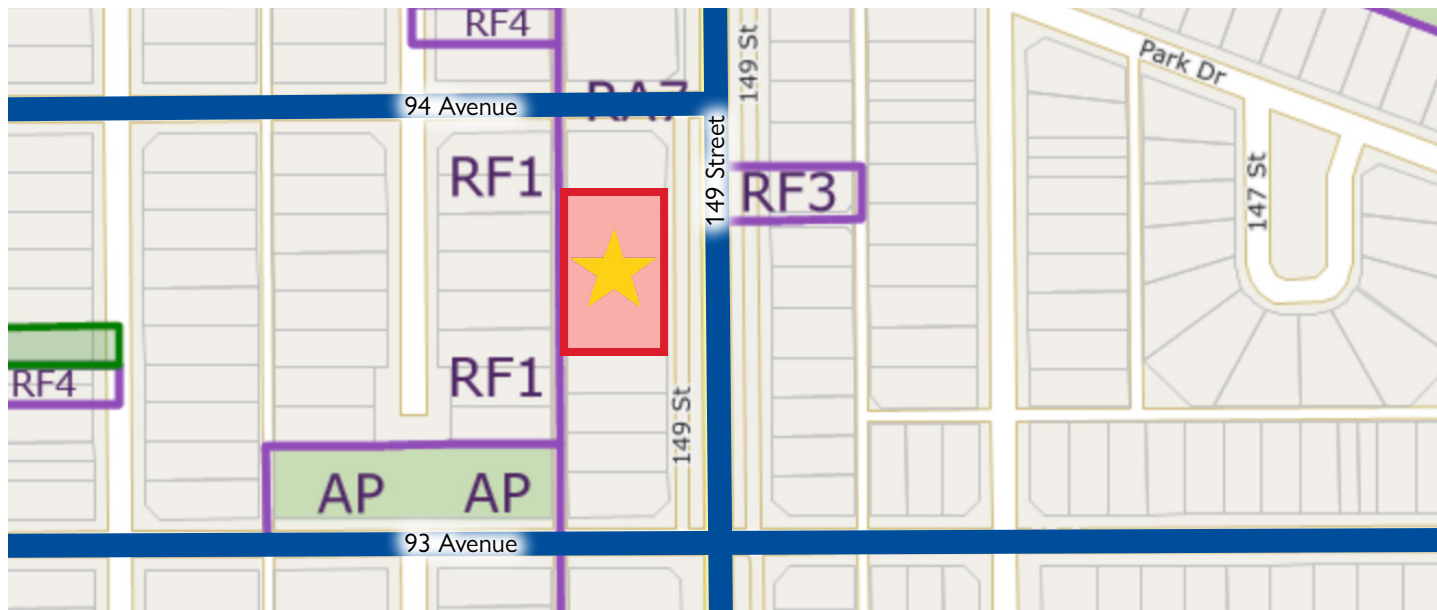 RF4
149 St
Park Dr
RA7
94 Avenue
149 Street
RF1
RF3
147 St
RF1
RF4
149 St
AP
AP
93 Avenue